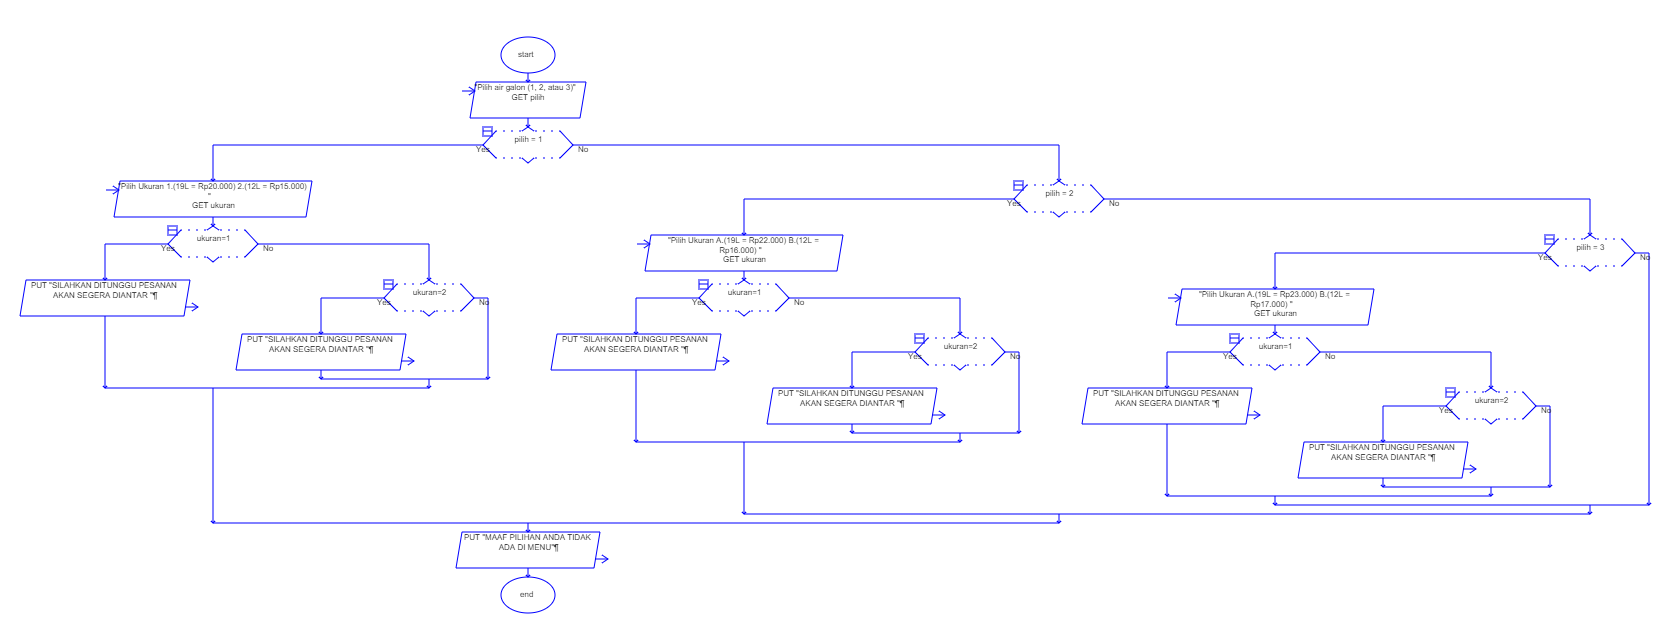 start
"Pilih air galon (1, 2, atau 3)"
GET pilih
pilih = 1
Yes
No
"Pilih Ukuran 1.(19L = Rp20.000) 2.(12L = Rp15.000)
"
GET ukuran
ukuran=1
Yes
No
PUT "SILAHKAN DITUNGGU PESANAN
AKAN SEGERA DIANTAR "¶
ukuran=2
Yes
No
PUT "SILAHKAN DITUNGGU PESANAN
AKAN SEGERA DIANTAR "¶
pilih = 2
Yes
No
"Pilih Ukuran A.(19L = Rp22.000) B.(12L =
Rp16.000) "
GET ukuran
ukuran=1
Yes
No
PUT "SILAHKAN DITUNGGU PESANAN
AKAN SEGERA DIANTAR "¶
ukuran=2
Yes
No
PUT "SILAHKAN DITUNGGU PESANAN
AKAN SEGERA DIANTAR "¶
pilih = 3
Yes
No
"Pilih Ukuran A.(19L = Rp23.000) B.(12L =
Rp17.000) "
GET ukuran
ukuran=1
Yes
No
PUT "SILAHKAN DITUNGGU PESANAN
AKAN SEGERA DIANTAR "¶
ukuran=2
Yes
No
PUT "SILAHKAN DITUNGGU PESANAN
AKAN SEGERA DIANTAR "¶
PUT "MAAF PILIHAN ANDA TIDAK
ADA DI MENU"¶
end